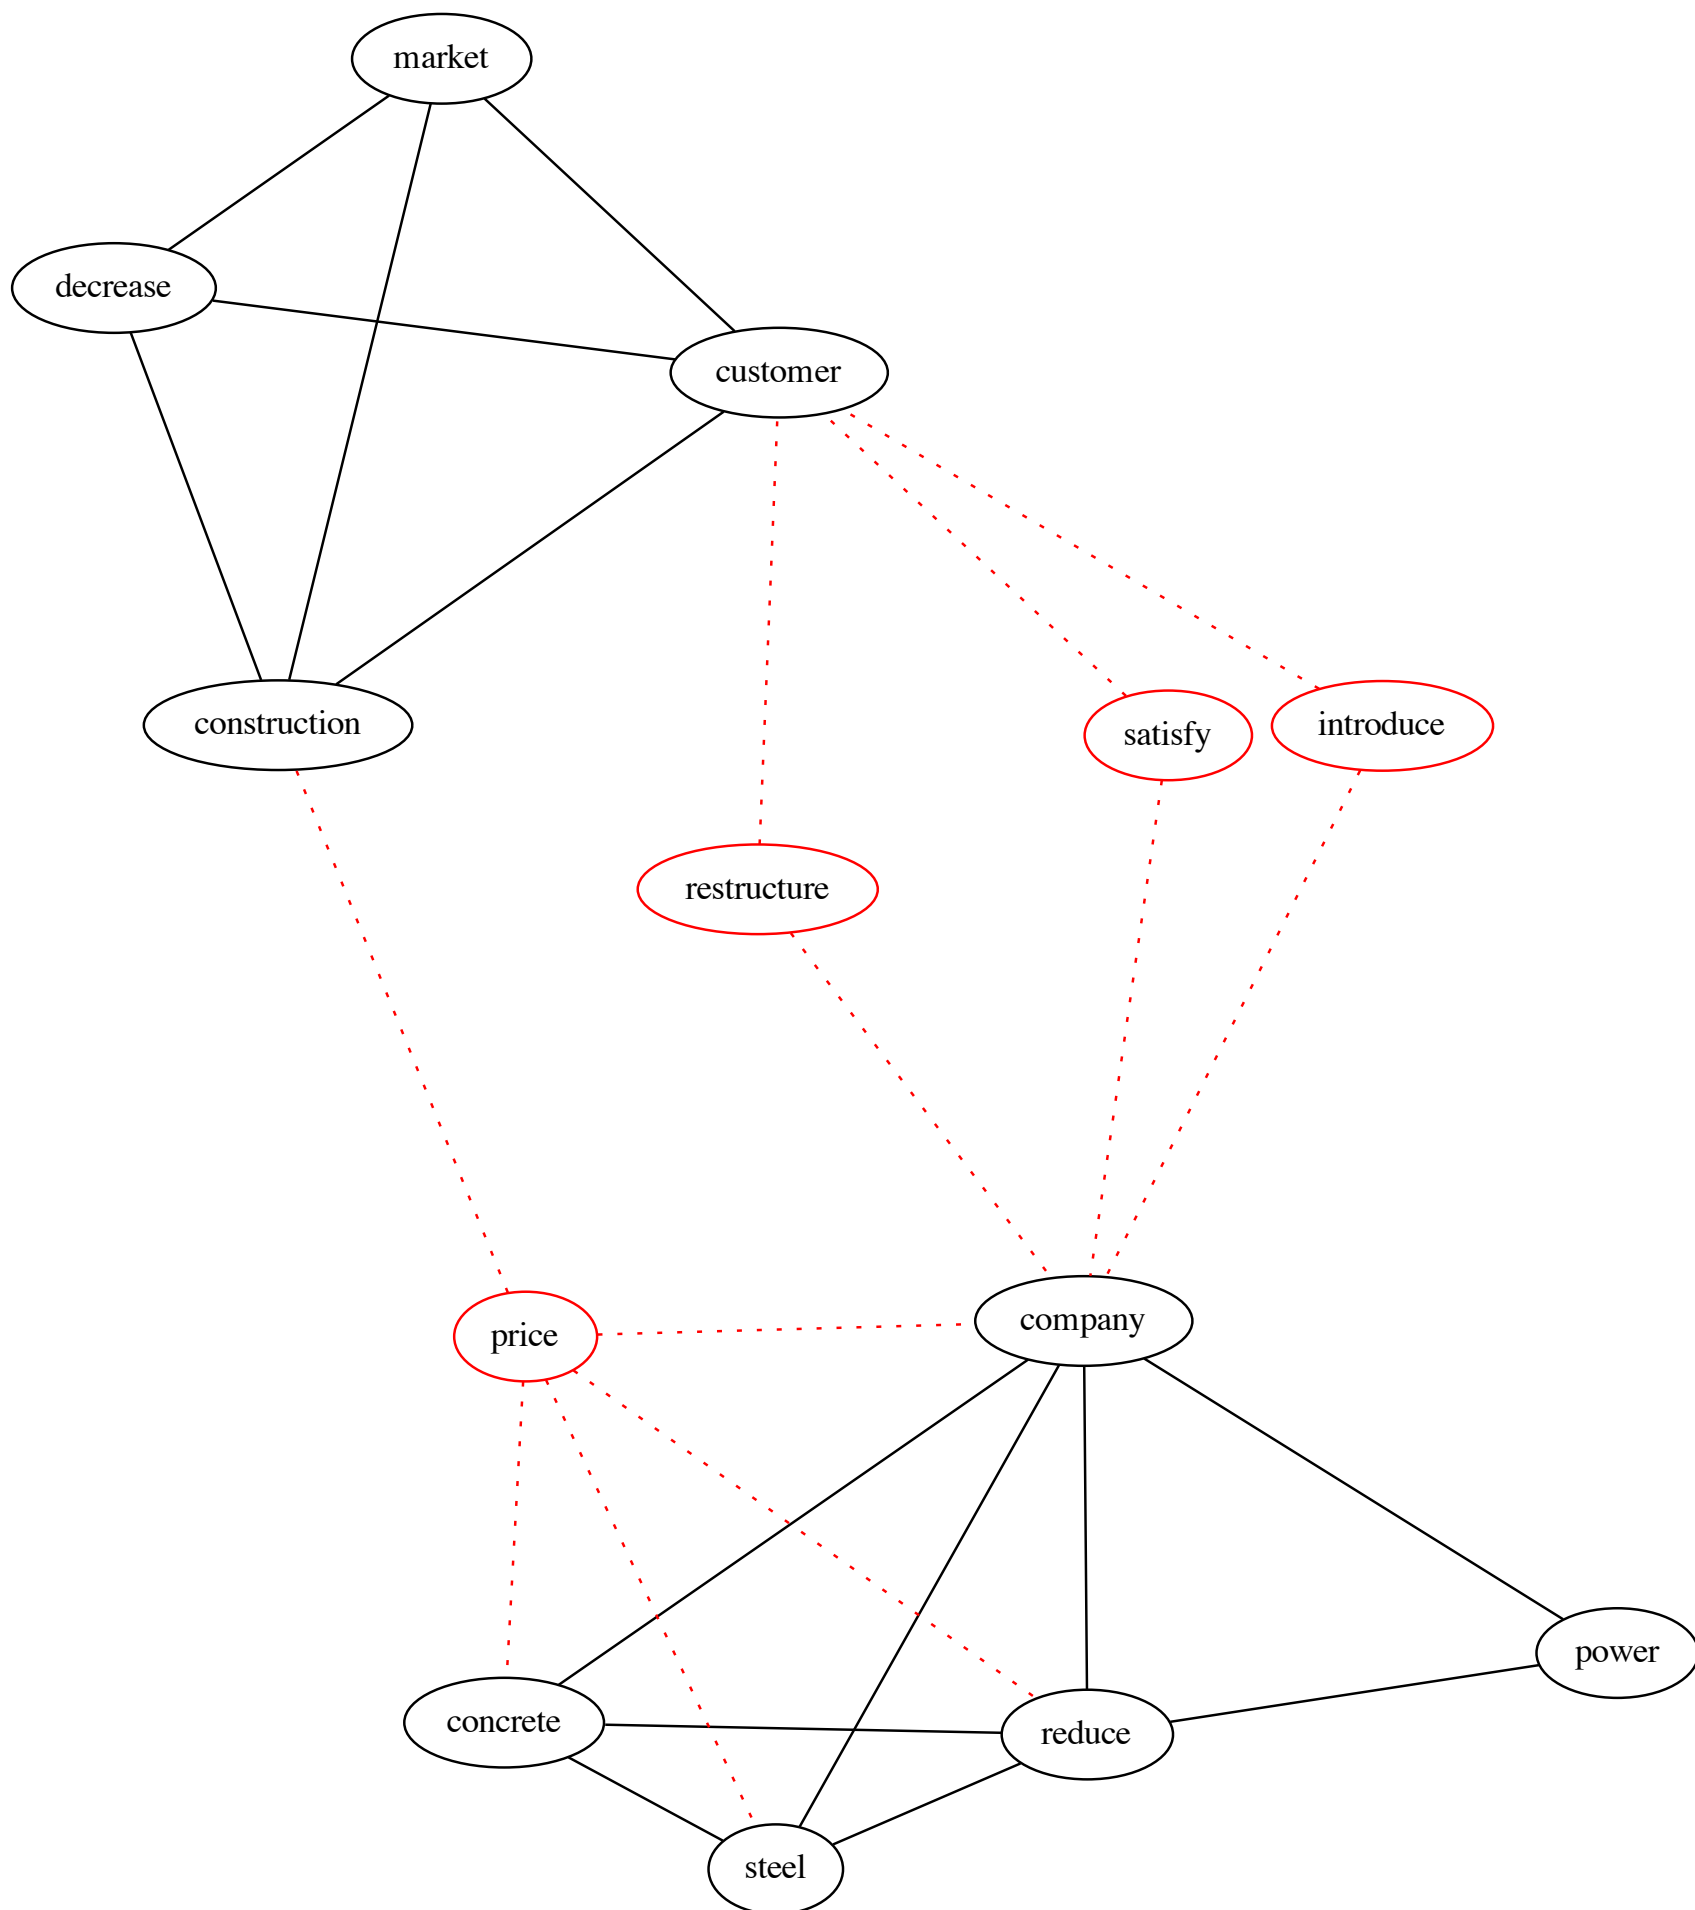 market
decrease
customer
construction
satisfy
introduce
restructure
price
company
power
concrete
reduce
steel